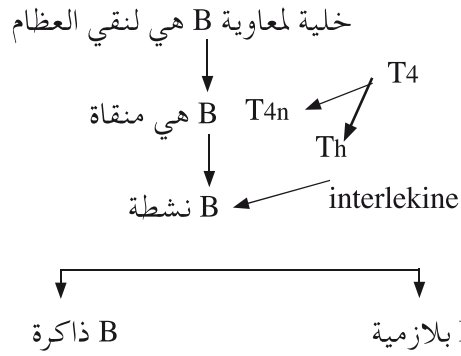 خلية لمعاوية B هي لنقي العظام
T4
B هي منقاة
T4n
Th
B نشطة
interlekine
B ذاكرة
بلازمية